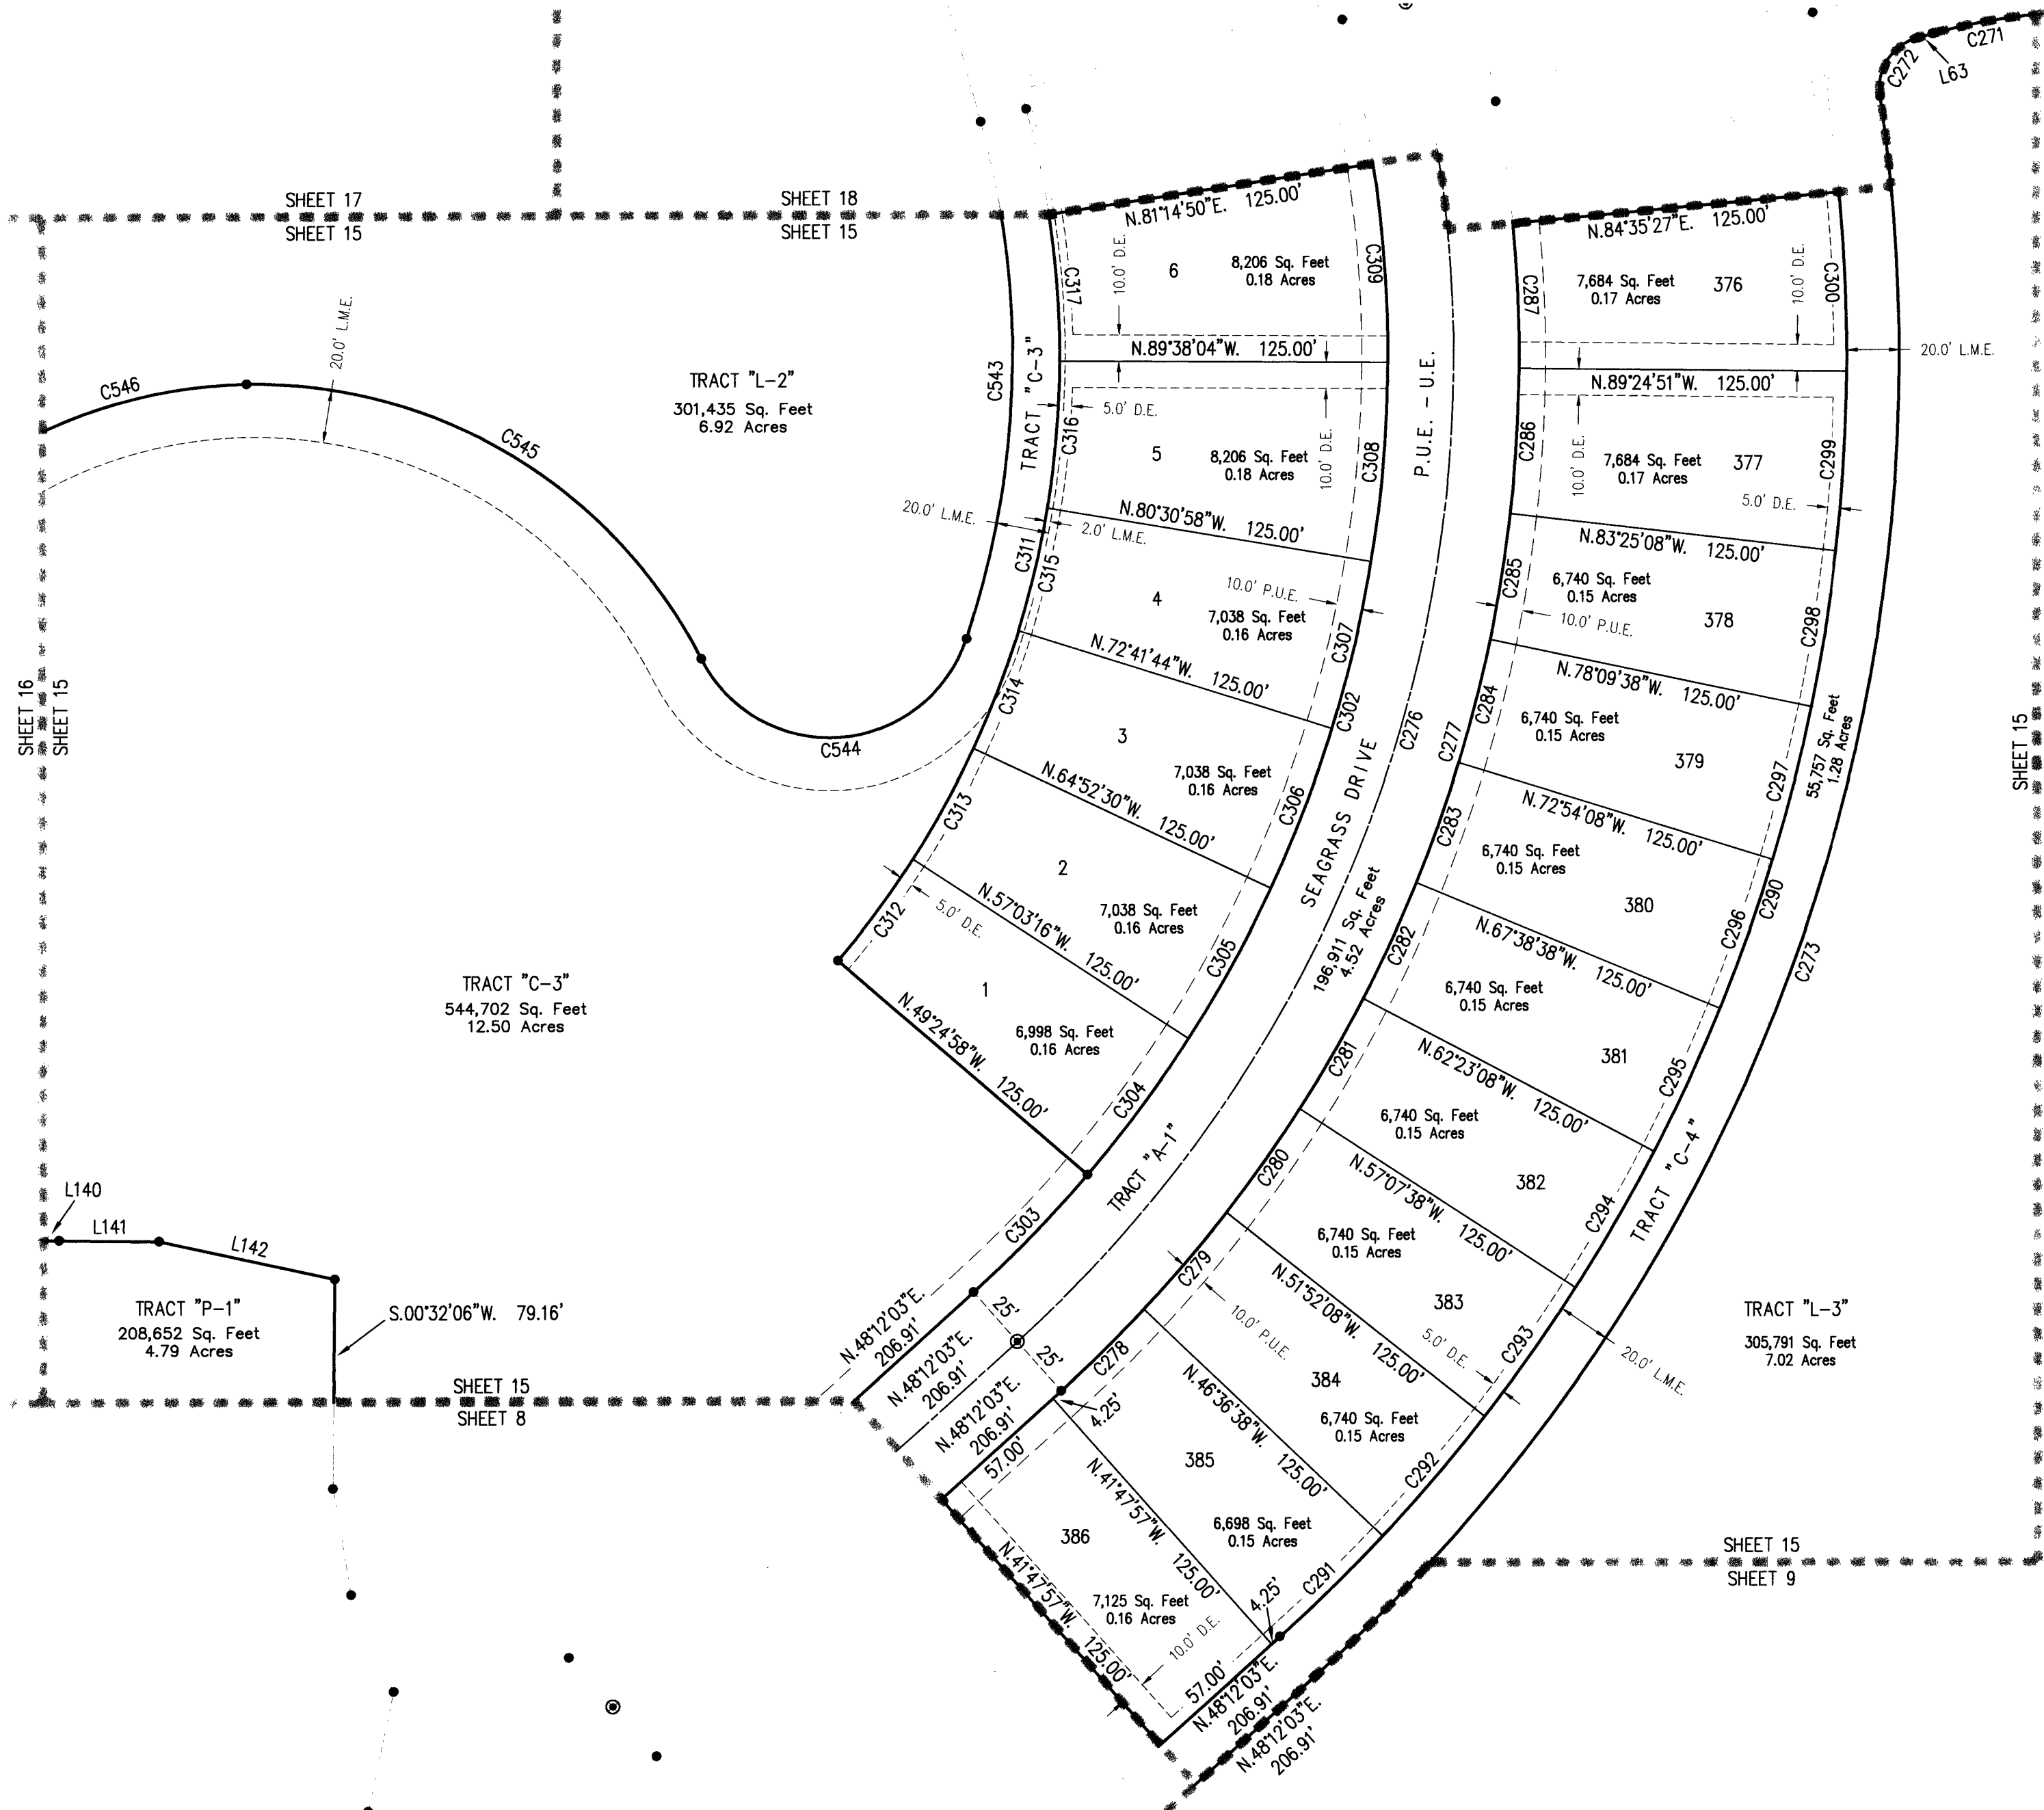 C271
C272
L63
SHEET 17
SHEET 15
SHEET 18
SHEET 15
N.81°14'50"E. 125.00'
10.0' D.E.
6
8,206 Sq. Feet
0.18 Acres
C317
C309
N.89°38'04"W. 125.00'
N.84°35'27"E. 125.00'
C287
7,684 Sq. Feet
0.17 Acres
376
10.0' D.E.
C300
20.0' L.M.E.
N.89°24'51"W. 125.00'
20.0' L.M.E.
C546
C545
TRACT "L-2"
301,435 Sq. Feet
6.92 Acres
C543
TRACT "C-3"
C316
5.0' D.E.
5
8,206 Sq. Feet
0.18 Acres
10.0' D.E.
C308
P.U.E. - U.E.
C286
10.0' D.E.
7,684 Sq. Feet
0.17 Acres
377
C299
5.0' D.E.
20.0' L.M.E.
2.0' L.M.E.
N.80°30'58"W. 125.00'
N.83°25'08"W. 125.00'
C311
C315
4
10.0' P.U.E.
7,038 Sq. Feet
0.16 Acres
C307
C285
6,740 Sq. Feet
0.15 Acres
10.0' P.U.E.
378
C298
N.72°41'44"W. 125.00'
N.78°09'38"W. 125.00'
SHEET 16
SHEET 15
C544
C314
3
7,038 Sq. Feet
0.16 Acres
C302
C306
C276
C277
C284
6,740 Sq. Feet
0.15 Acres
379
C297
55,757 Sq. Feet
1.28 Acres
SHEET 15
N.64°52'30"W. 125.00'
N.72°54'08"W. 125.00'
C313
2
7,038 Sq. Feet
0.16 Acres
C305
SEAGRASS DRIVE
196,911 Sq. Feet
4.52 Acres
C283
6,740 Sq. Feet
0.15 Acres
380
C290
C296
C273
N.57°03'16"W. 125.00'
N.67°38'38"W. 125.00'
C312
5.0' D.E.
TRACT "C-3"
544,702 Sq. Feet
12.50 Acres
1
6,998 Sq. Feet
0.16 Acres
C304
C282
6,740 Sq. Feet
0.15 Acres
381
C295
N.49°24'58"W. 125.00'
N.62°23'08"W. 125.00'
C281
6,740 Sq. Feet
0.15 Acres
382
TRACT "C-4"
C294
TRACT "A-1"
C303
C280
N.57°07'38"W. 125.00'
6,740 Sq. Feet
0.15 Acres
383
L140
L141
L142
TRACT "P-1"
208,652 Sq. Feet
4.79 Acres
S.00°32'06"W. 79.16'
C279
10.0' P.U.E.
N.51°52'08"W. 125.00'
5.0' D.E.
C293
20.0' L.M.E.
TRACT "L-3"
305,791 Sq. Feet
7.02 Acres
N.48°12'03"E.
206.91'
25'
25'
C278
384
6,740 Sq. Feet
0.15 Acres
SHEET 15
SHEET 8
N.48°12'03"E.
206.91'
N.48°12'03"E.
206.91'
4.25'
N.46°36'38"W. 125.00'
57.00'
385
6,698 Sq. Feet
0.15 Acres
C292
N.41°47'57"W. 125.00'
386
7,125 Sq. Feet
0.16 Acres
C291
4.25'
SHEET 15
SHEET 9
N.41°47'57"W. 125.00'
10.0' D.E.
57.00'
N.48°12'03"E.
206.91'
N.48°12'03"E.
206.91'